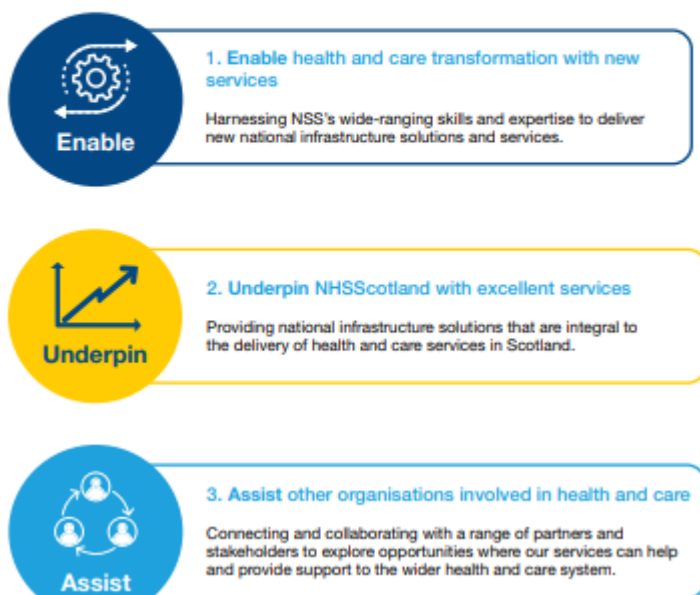 Enable
1. Enable health and care transformation with new
services
Harnessing NSS's wide-ranging skills and expertise to deliver
new national infrastructure solutions and services.
Underpin
2. Underpin NHSScotland with excellent services
Providing national infrastructure solutions that are integral to
the delivery of health and care services in Scotland.
Assist
3. Assist other organisations involved in health and care
Connecting and collaborating with a range of partners and
stakeholders to explore opportunities where our services can help
and provide support to the wider health and care system.